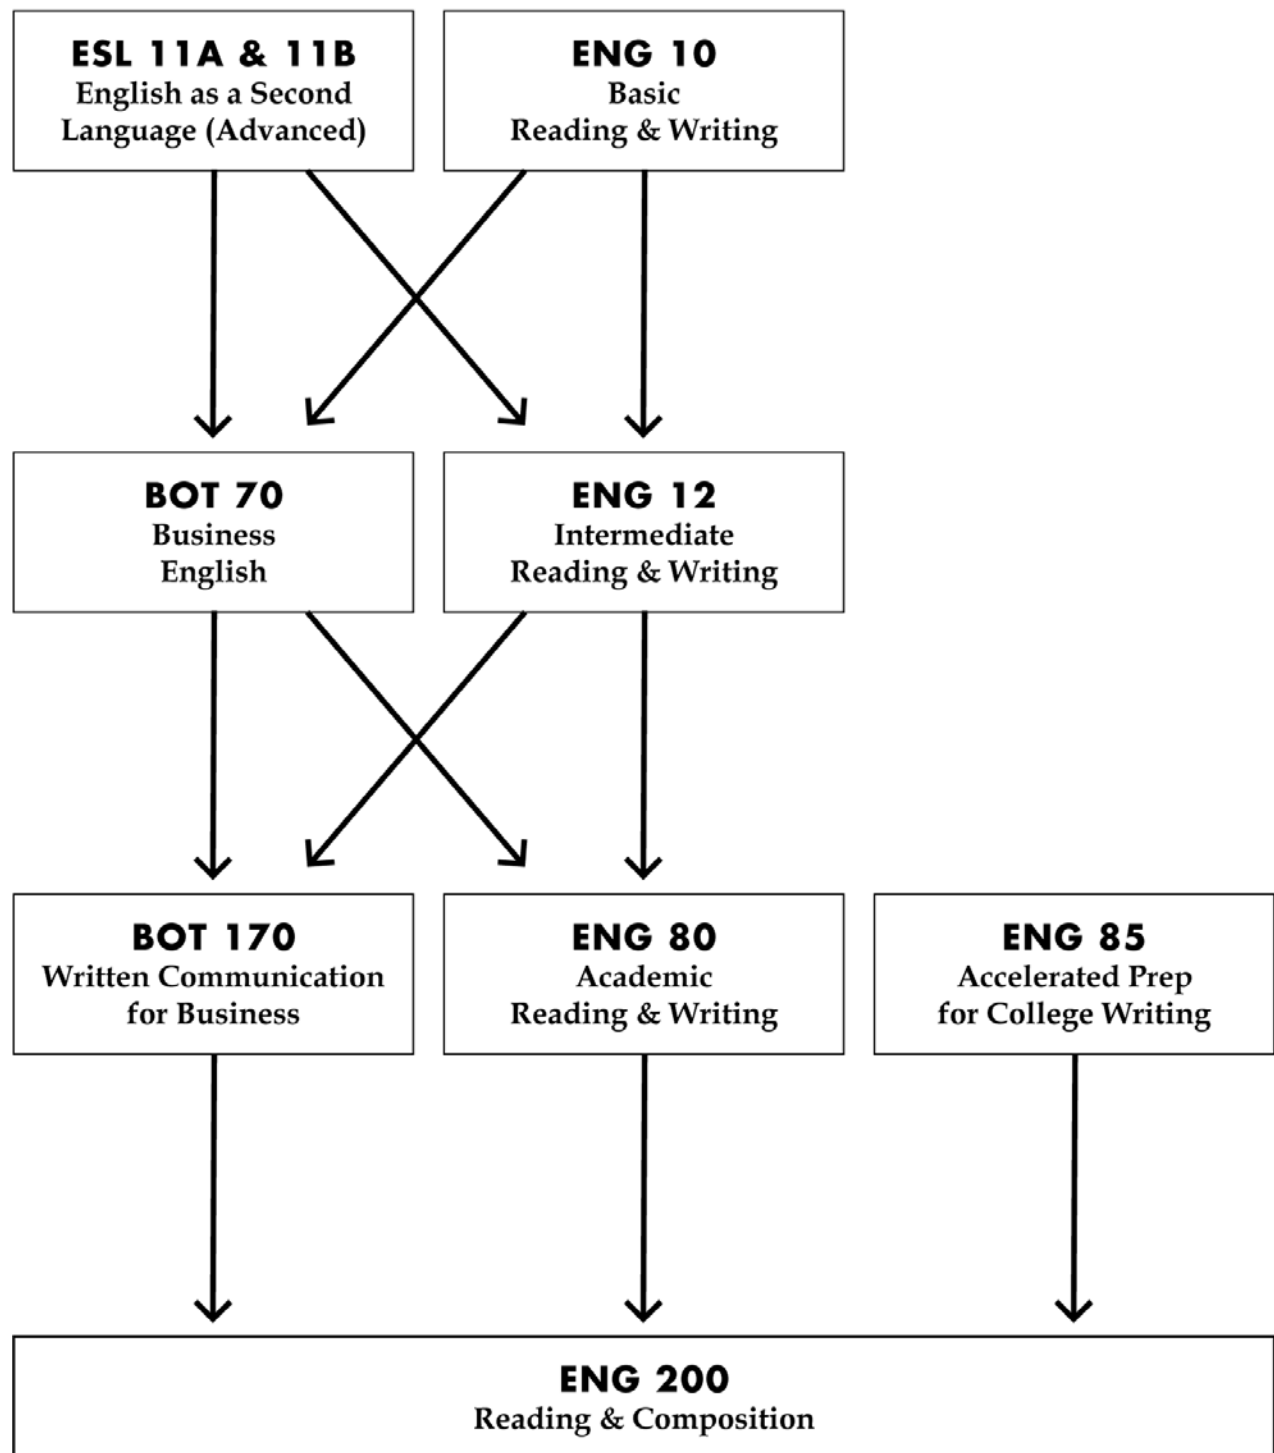 ESL 11A & 11B
English as a Second
Language (Advanced)
ENG 10
Basic
Reading & Writing
BOT 70
Business
English
ENG 12
Intermediate
Reading & Writing
BOT 170
Written Communication
for Business
ENG 80
Academic
Reading & Writing
ENG 85
Accelerated Prep
for College Writing
ENG 200
Reading & Composition